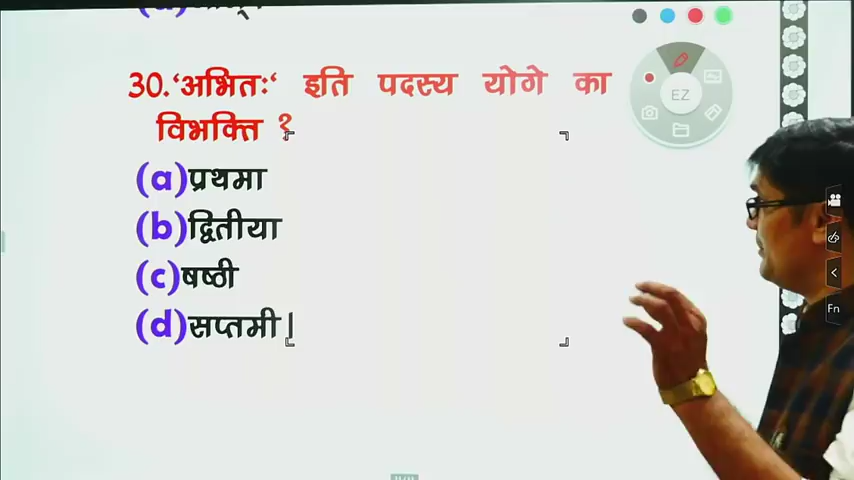 30.‘अभितः‘ इति पदस्य योगे का
विभक्ति ?
(a)प्रथमा
(b)द्वितीया
(c)षष्ठी
(d)सप्तमी|
EZ
Fn